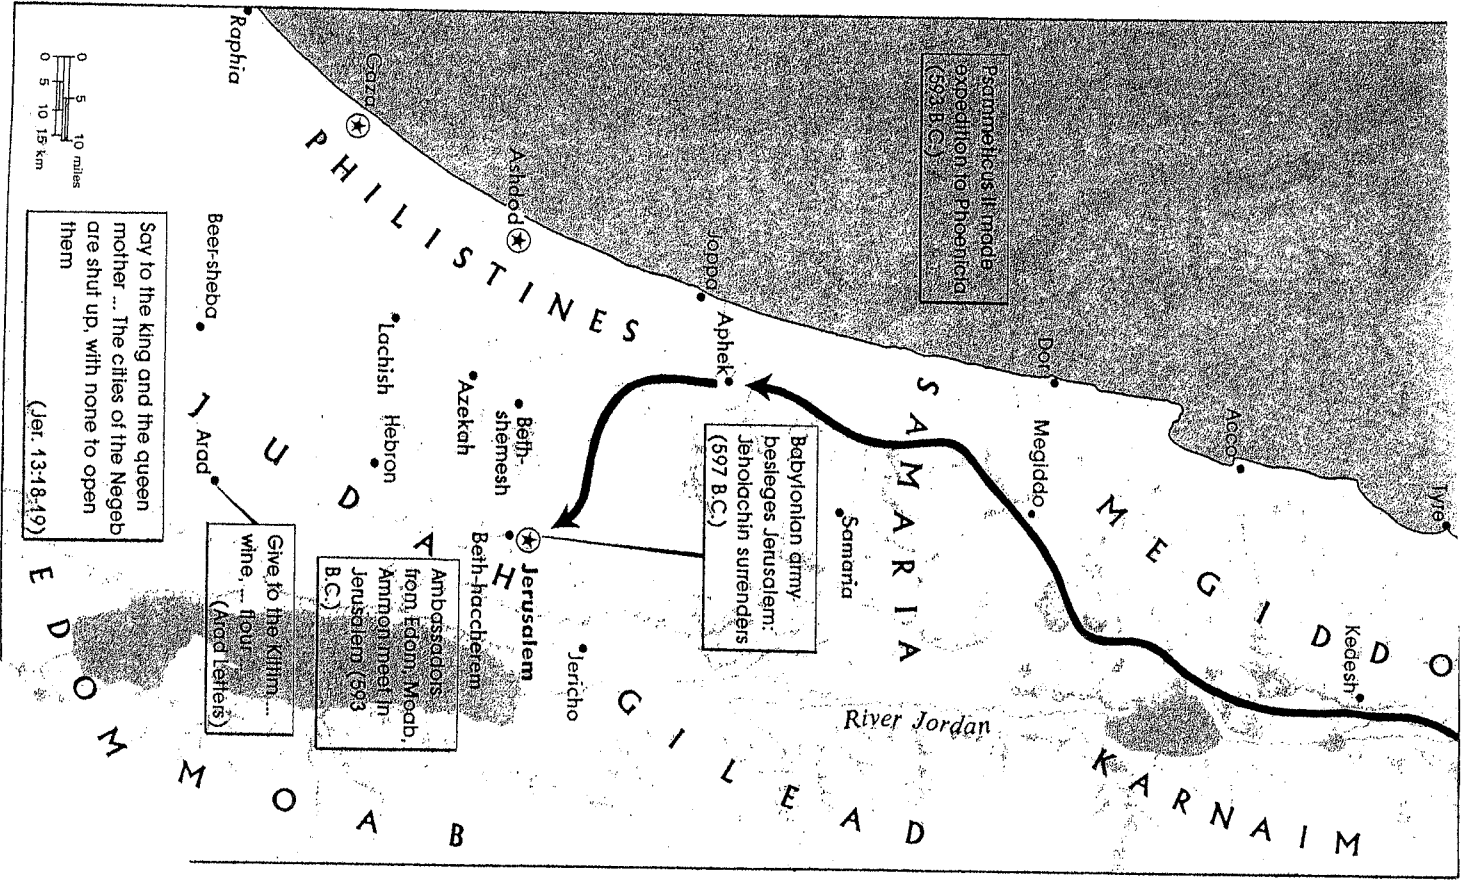 Psammeticus II made
expedition to Phoenicia
(593 B.C.)
Tyre
Acco
Kedesh
MEGIDDO
KARNAIM
Dor
Megiddo
River Jordan
SAMARIA
Samaria
Babylonian army
besieges Jerusalem:
Jehoiachin surrenders
(597 B.C.)
Joppa
Aphek
GILEAD
PHILISTINES
Jericho
Jerusalem
Ashdod
Beth-
shemesh
Beth-haccherem
Azekah
Ambassadors
from Edom, Moab,
Ammon meet in
Jerusalem (593
B.C.)
Gaza
Lachish
Hebron
JUDAH
Give to the Kittim ...
wine, ... flour ...
(Arad Letters)
Raphia
Beer-sheba
Arad
MOAB
EDOM
Say to the king and the queen
mother ... The cities of the Negeb
are shut up, with none to open
them
(Jer. 13:18-19)
0 5 10 miles
0 5 10 15 km